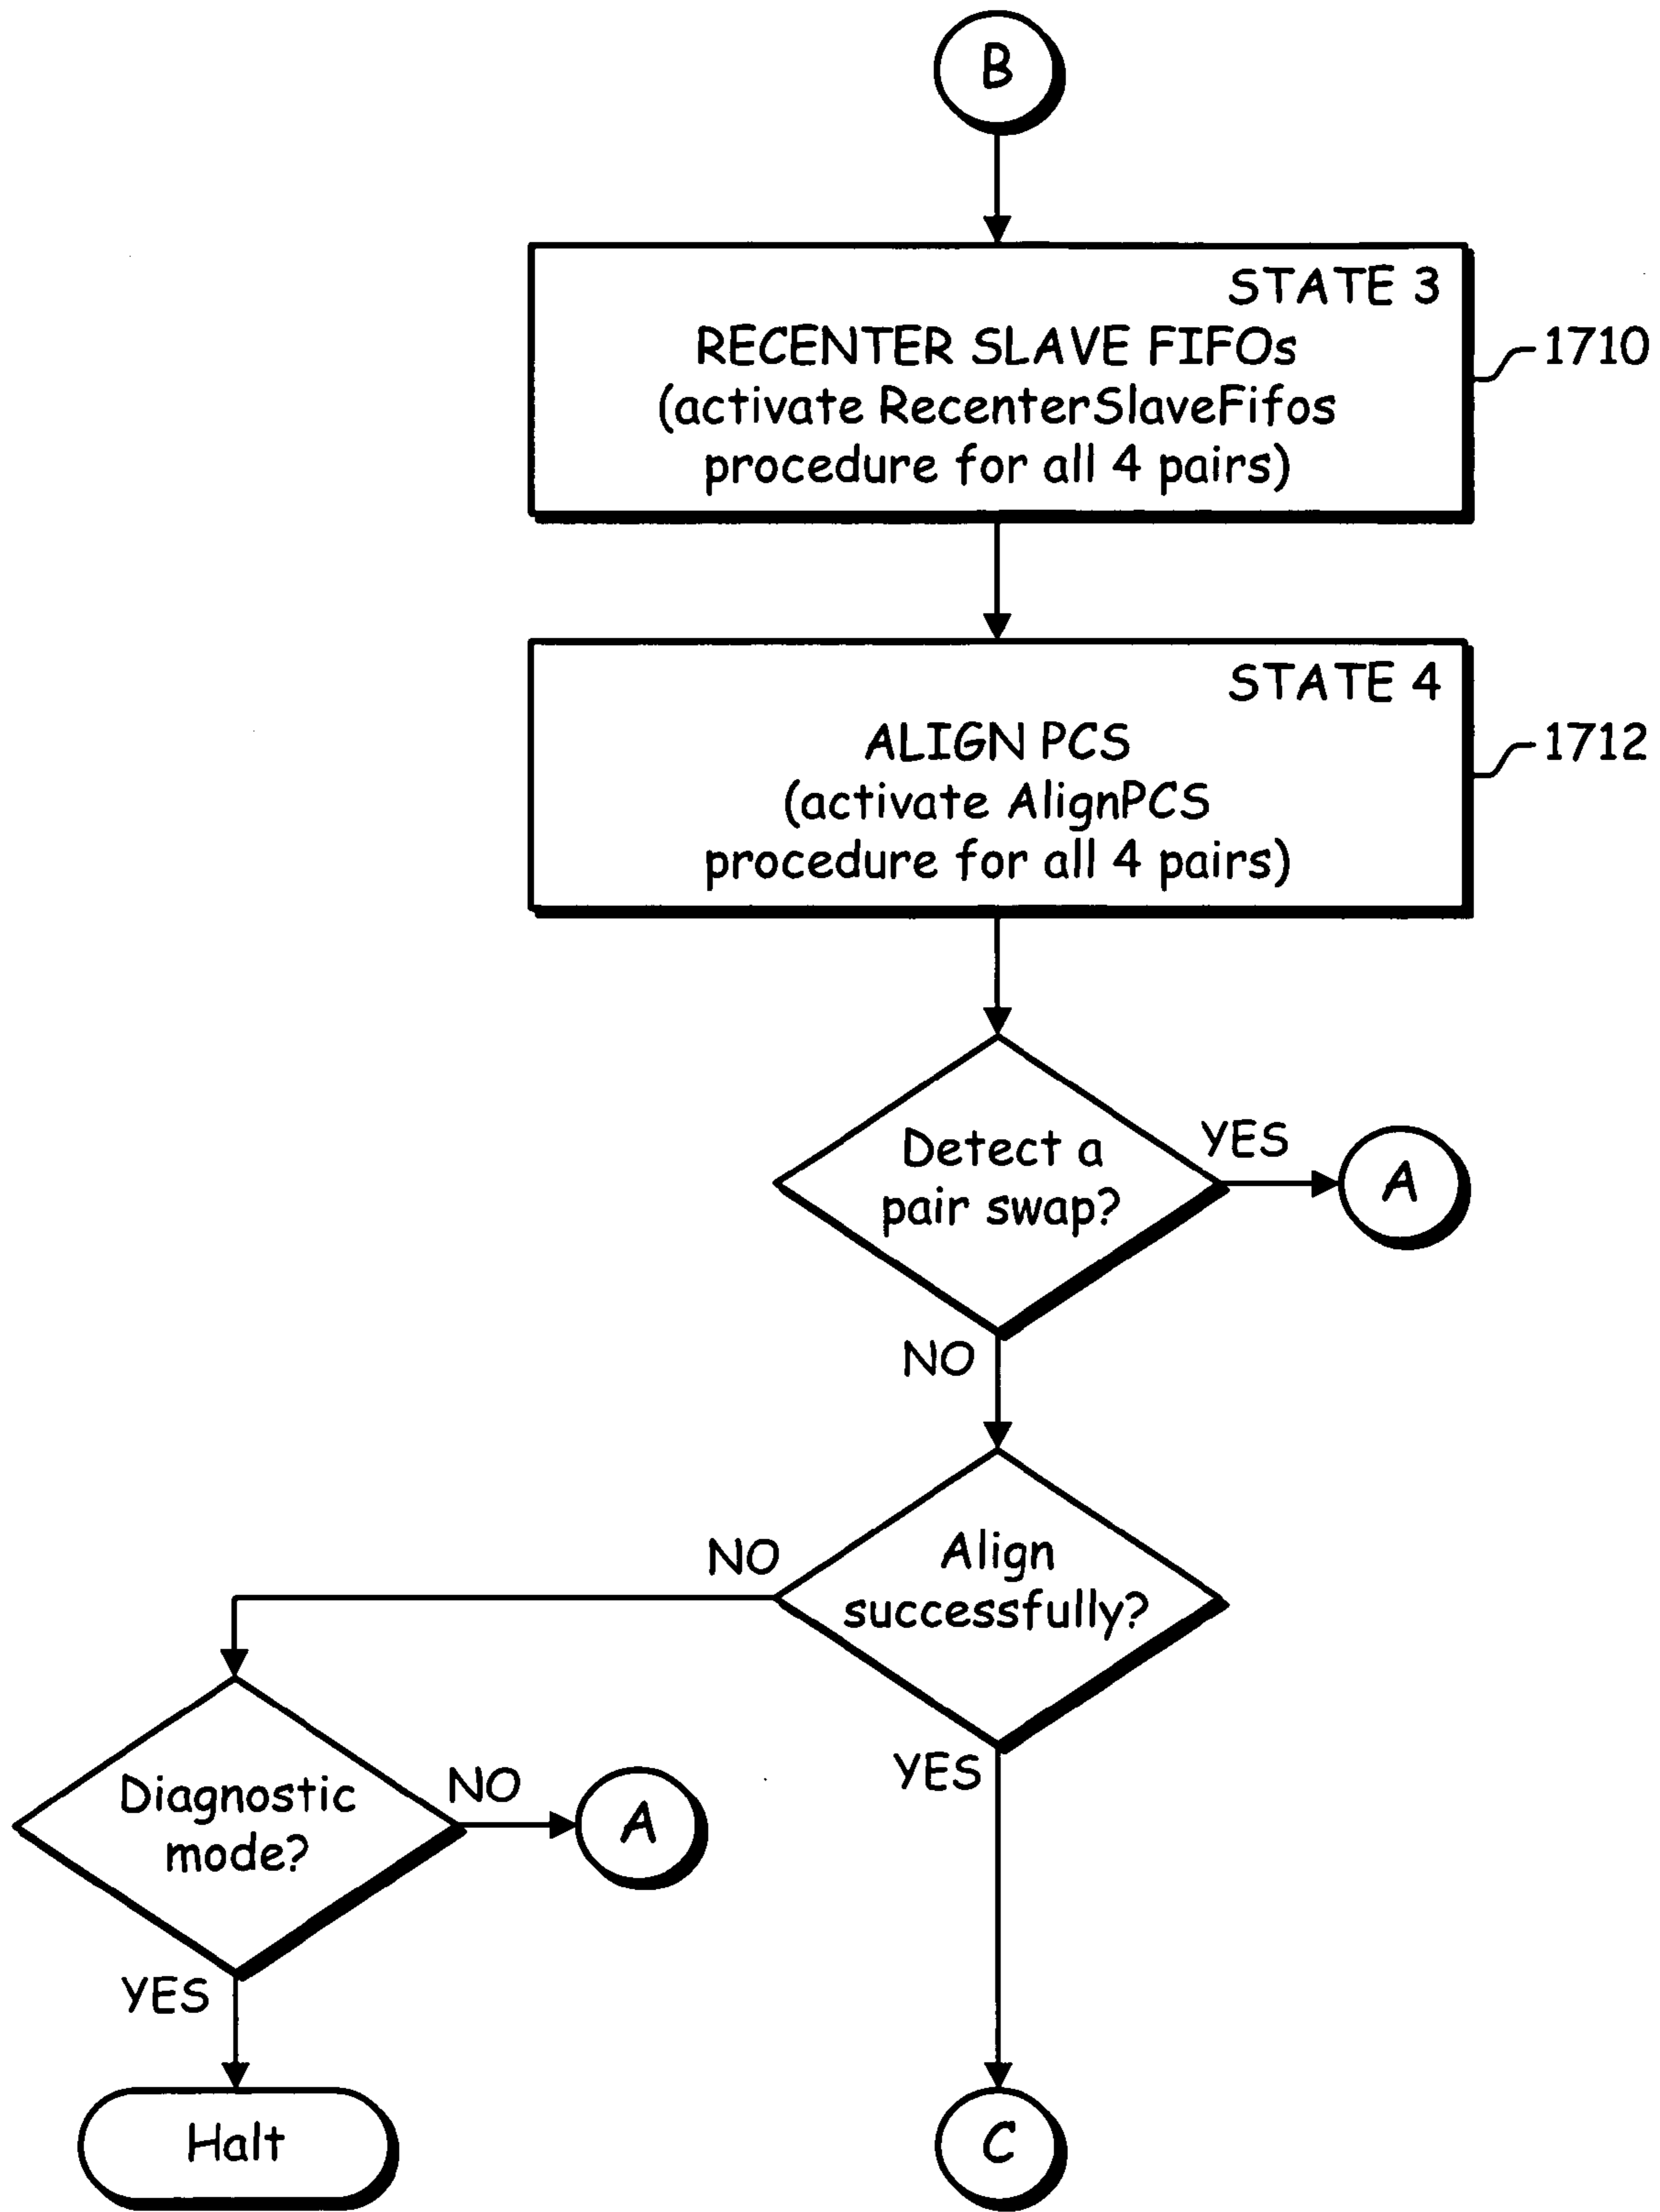 B
STATE 3
RECENTER SLAVE FIFOs
(activate RecenterSlaveFifos
procedure for all 4 pairs)
1710
STATE 4
ALIGN PCS
(activate AlignPCS
procedure for all 4 pairs)
1712
Detect a
pair swap?
YES
A
NO
Align
successfully?
NO
YES
Diagnostic
mode?
NO
A
YES
Halt
C